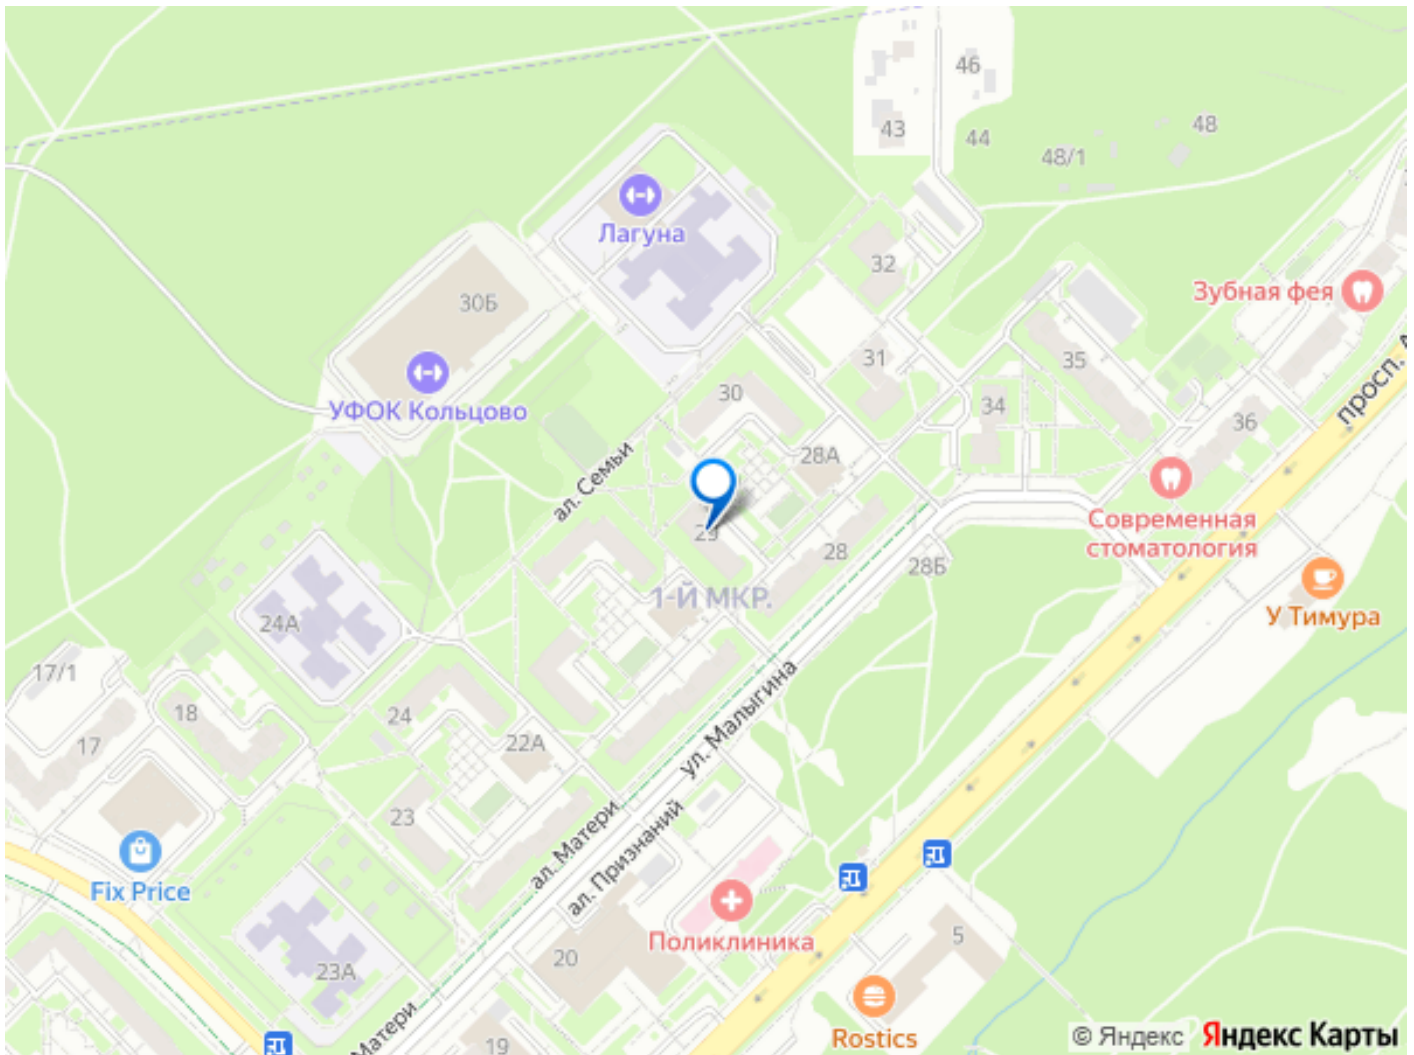 46
43
44
48
48/1
Лагуна
32
Зубная фея
30Б
31
35
УФОК Кольцово
30
34
36
просп. А
ал. Семьи
28А
29
28
28Б
Современная
стоматология
1-Й МКР.
У Тимура
24А
17/1
18
24
17
22А
ул. Малыгина
23
ал. Матери
ал. Признаний
Fix Price
Поликлиника
5
20
23А
Rostics
19
Матери
© Яндекс
Яндекс Карты